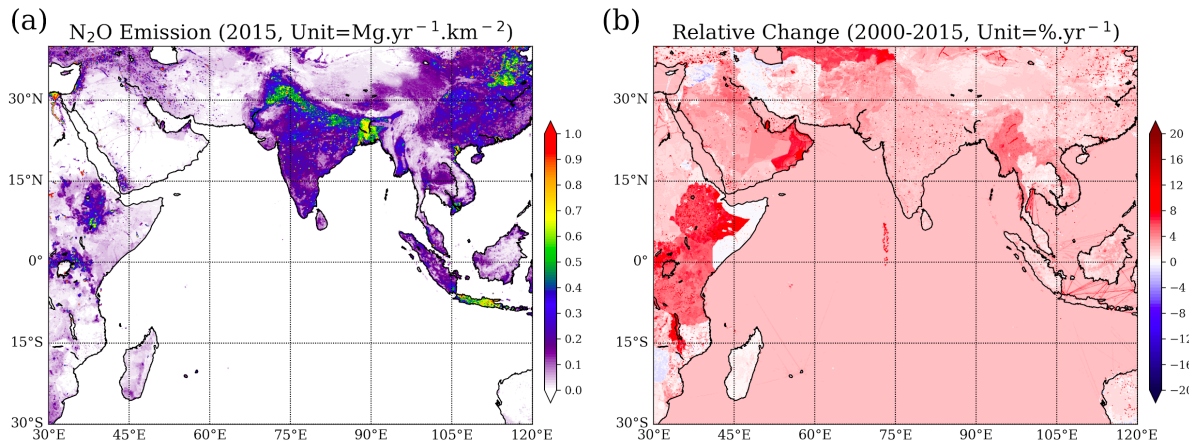 (a)
N₂O Emission (2015, Unit=Mg.yr⁻¹.km⁻²)
30°N
15°N
0°
15°S
30°S
30°E
45°E
60°E
75°E
90°E
105°E
120°E
1.0
0.9
0.8
0.7
0.6
0.5
0.4
0.3
0.2
0.1
0.0
(b)
Relative Change (2000-2015, Unit=%.yr⁻¹)
30°N
15°N
0°
15°S
30°S
30°E
45°E
60°E
75°E
90°E
105°E
120°E
20
16
12
8
4
0
−4
−8
−12
−16
−20